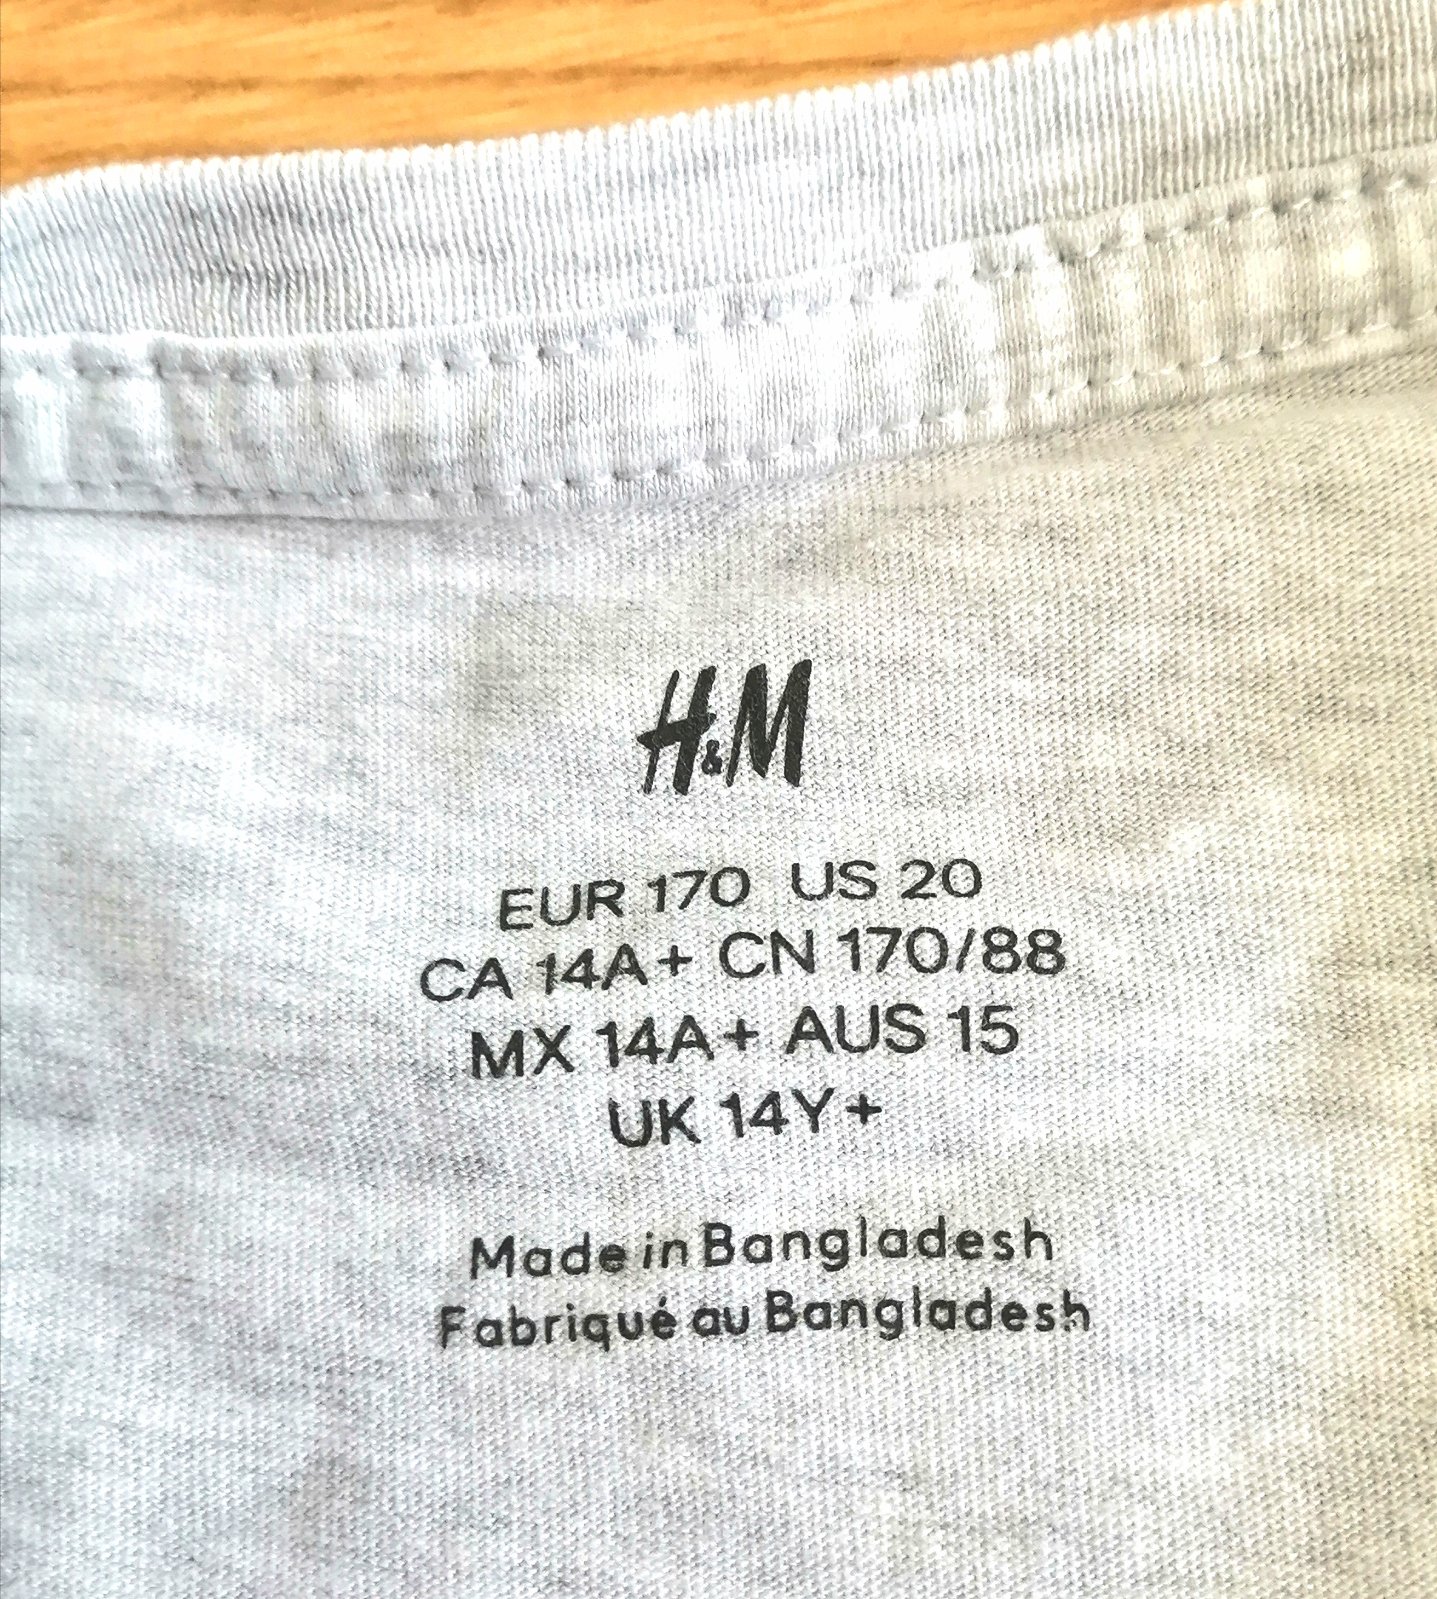 H&M
EUR 170 US 20
CA 14A+ CN 170/88
MX 14A+ AUS 15
UK 14Y+
Made in Bangladesh
Fabriqué au Bangladesh